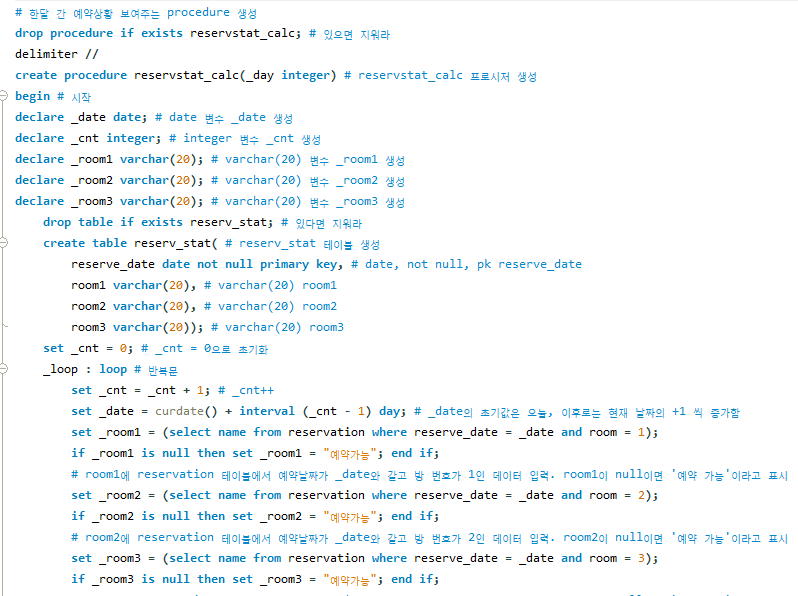 # 한달 간 예약상황 보여주는 procedure 생성
drop procedure if exists reservstat_calc; # 있으면 지워라
delimiter //
create procedure reservstat_calc(_day integer) # reservstat_calc 프로시저 생성
begin # 시작
declare _date date; # date 변수 _date 생성
declare _cnt integer; # integer 변수 _cnt 생성
declare _room1 varchar(20); # varchar(20) 변수 _room1 생성
declare _room2 varchar(20); # varchar(20) 변수 _room2 생성
declare _room3 varchar(20); # varchar(20) 변수 _room3 생성
drop table if exists reserv_stat; # 있다면 지워라
create table reserv_stat( # reserv_stat 테이블 생성
reserve_date date not null primary key, # date, not null, pk reserve_date
room1 varchar(20), # varchar(20) room1
room2 varchar(20), # varchar(20) room2
room3 varchar(20)); # varchar(20) room3
set _cnt = 0; # _cnt = 0으로 초기화
_loop : loop # 반복문
set _cnt = _cnt + 1; # _cnt++
set _date = curdate() + interval (_cnt - 1) day; # _date의 초기값은 오늘, 이후로는 현재 날짜의 +1 씩 증가함
set _room1 = (select name from reservation where reserve_date = _date and room = 1);
if _room1 is null then set _room1 = "예약가능"; end if;
# room1에 reservation 테이블에서 예약날짜가 _date와 같고 방 번호가 1인 데이터 입력. room1이 null이면 '예약 가능'이라고 표시
set _room2 = (select name from reservation where reserve_date = _date and room = 2);
if _room2 is null then set _room2 = "예약가능"; end if;
# room2에 reservation 테이블에서 예약날짜가 _date와 같고 방 번호가 2인 데이터 입력. room2이 null이면 '예약 가능'이라고 표시
set _room3 = (select name from reservation where reserve_date = _date and room = 3);
if _room3 is null then set _room3 = "예약가능"; end if;